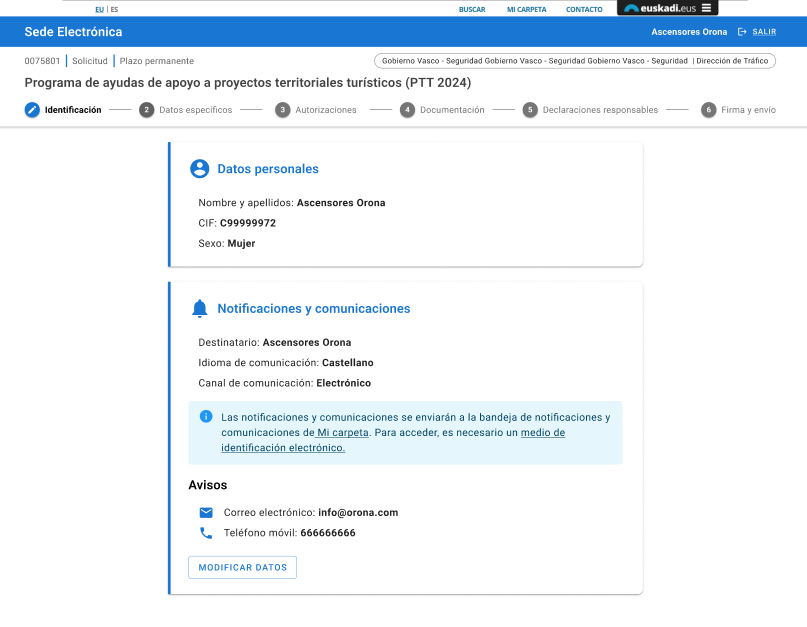 EU | ES
BUSCAR MI CARPETA CONTACTO euskadi.eus
Sede Electrónica
Ascensores Orona SALIR
0075801 | Solicitud | Plazo permanente
Gobierno Vasco - Seguridad Gobierno Vasco - Seguridad Gobierno Vasco - Seguridad | Dirección de Tráfico
Programa de ayudas de apoyo a proyectos territoriales turísticos (PTT 2024)
Identificación 2 Datos específicos 3 Autorizaciones 4 Documentación 5 Declaraciones responsables 6 Firma y envío
Datos personales
Nombre y apellidos: Ascensores Orona
CIF: C99999972
Sexo: Mujer
Notificaciones y comunicaciones
Destinatario: Ascensores Orona
Idioma de comunicación: Castellano
Canal de comunicación: Electrónico
Las notificaciones y comunicaciones se enviarán a la bandeja de notificaciones y
comunicaciones de Mi carpeta. Para acceder, es necesario un medio de
identificación electrónico.
Avisos
Correo electrónico: info@orona.com
Teléfono móvil: 666666666
MODIFICAR DATOS